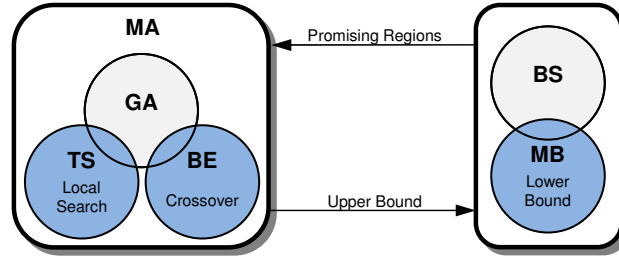 MA
Promising Regions
GA
BS
TS
Local
Search
BE
Crossover
MB
Lower
Bound
Upper Bound